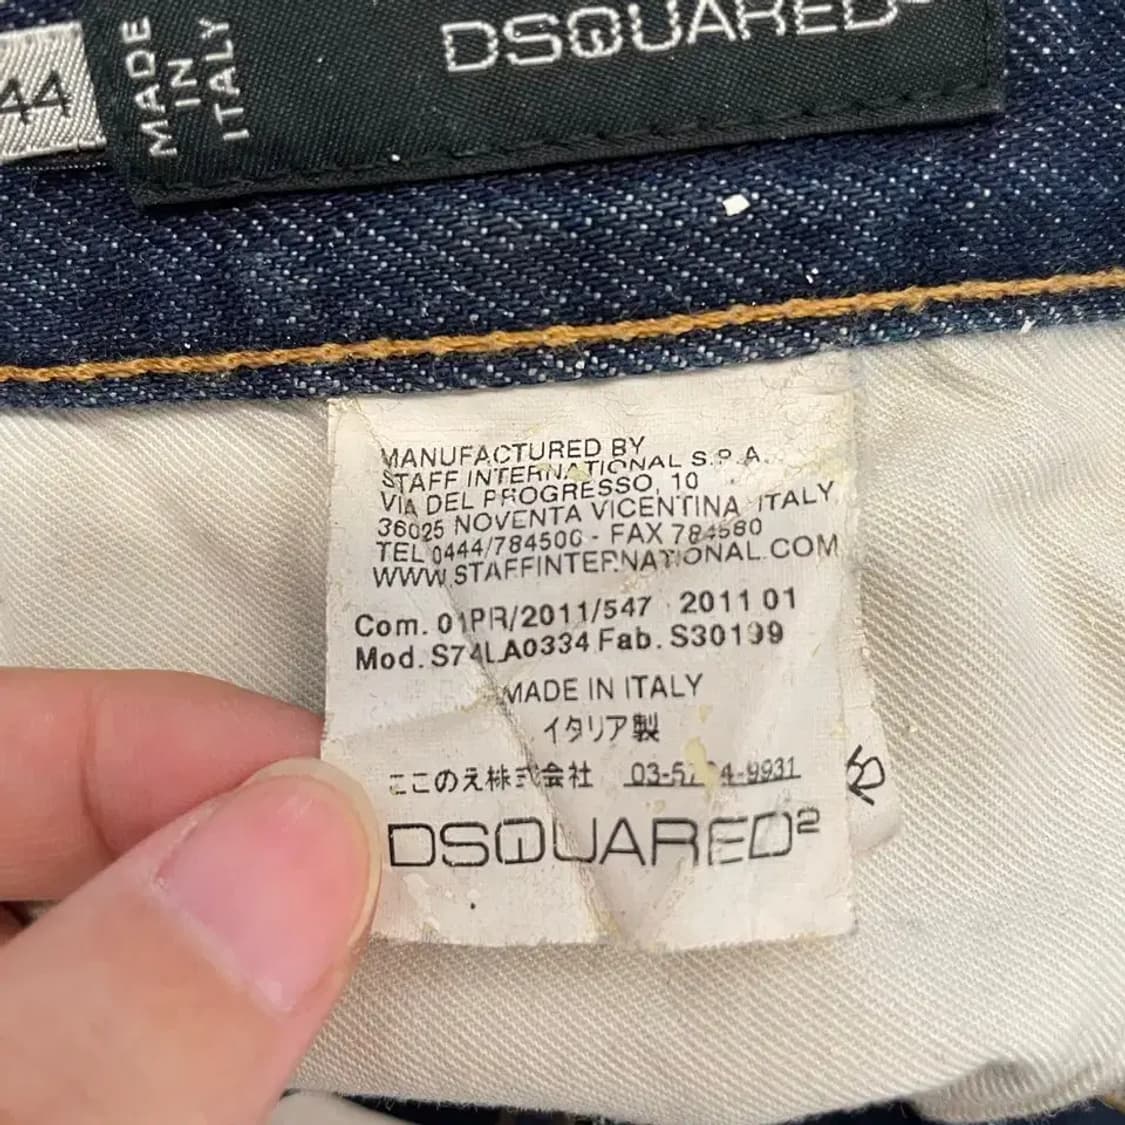 44
MADE
IN
ITALY
DSQUARED2
MANUFACTURED BY
STAFF INTERNATIONAL S.P.A.
VIA DEL PROGRESSO, 10
36025 NOVENTA VICENTINA ITALY
TEL 0444/784500 - FAX 784580
WWW.STAFFINTERNATIONAL.COM
Com. 01PR/2011/547 2011 01
Mod. S74LA0334 Fab. S30199
MADE IN ITALY
イタリア製
ここのえ株式会社
DSQUARED2